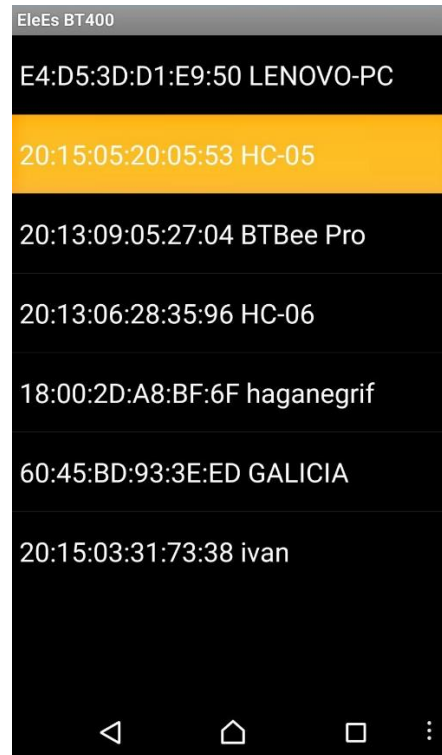 EleEs BT400
E4:D5:3D:D1:E9:50 LENOVO-PC
20:15:05:20:05:53 HC-05
20:13:09:05:27:04 BTBee Pro
20:13:06:28:35:96 HC-06
18:00:2D:A8:BF:6F haganegrif
60:45:BD:93:3E:ED GALICIA
20:15:03:31:73:38 ivan